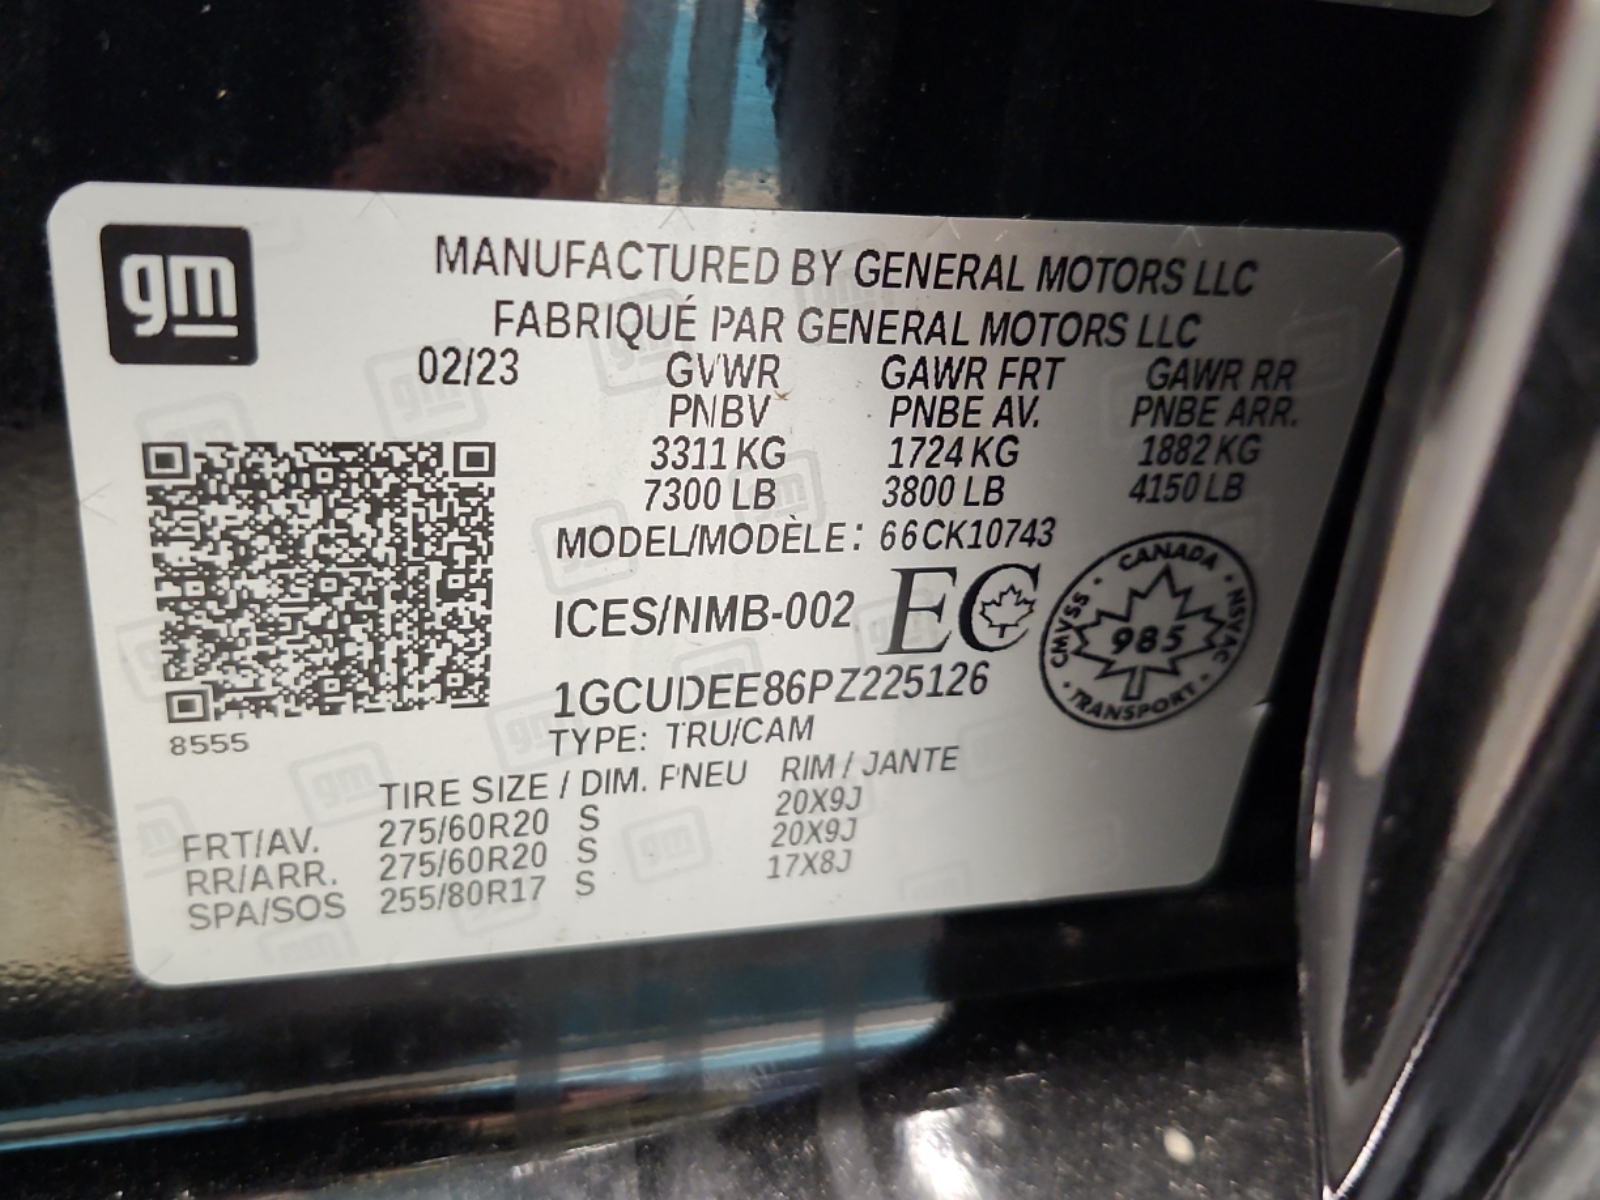 gm
MANUFACTURED BY GENERAL MOTORS LLC
FABRIQUÉ PAR GENERAL MOTORS LLC
02/23 GVWR GAWR FRT GAWR RR
PNBV PNBE AV. PNBE ARR.
3311 KG 1724 KG 1882 KG
7300 LB 3800 LB 4150 LB
MODEL/MODÈLE: 66CK10743
ICES/NMB-002 EC
CANADA
CMVSS 985 NSVAC
TRANSPORT
1GCUDEE86PZ225126
8555
TYPE: TRU/CAM
TIRE SIZE / DIM. PNEU RIM / JANTE
FRT/AV. 275/60R20 S 20X9J
RR/ARR. 275/60R20 S 20X9J
SPA/SOS 255/80R17 S 17X8J